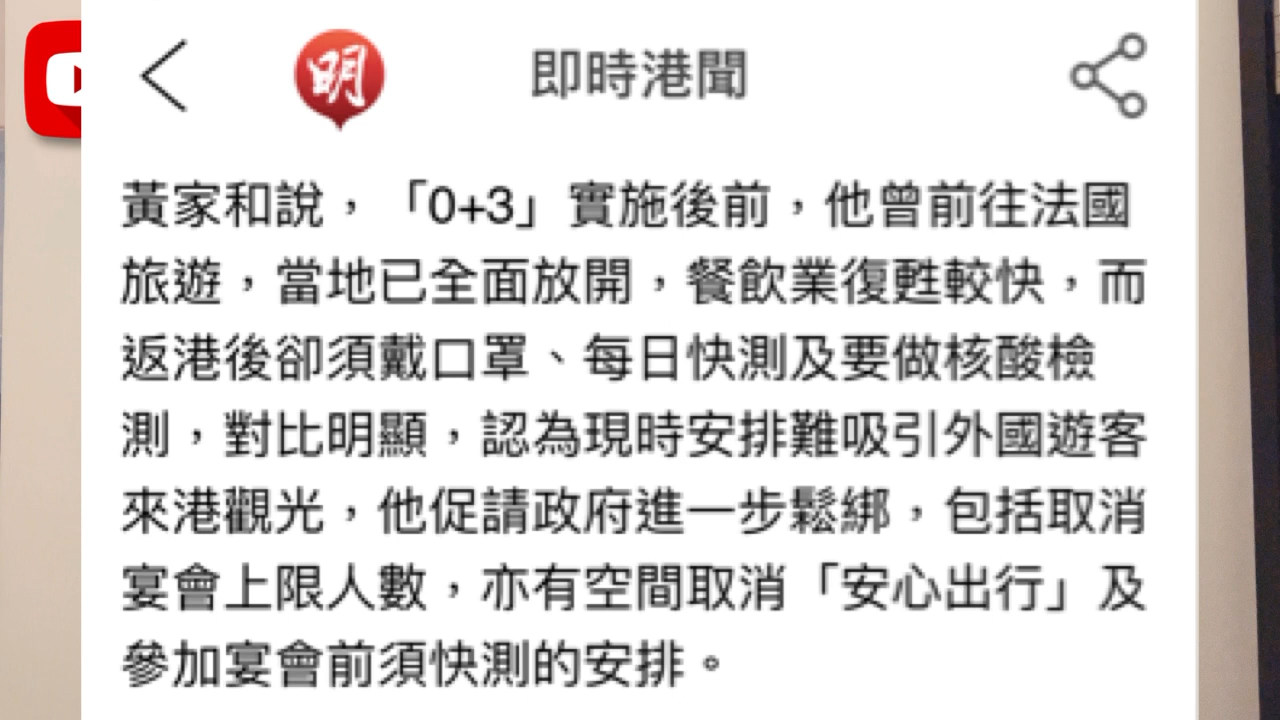 明
即時港聞
黃家和說，「0+3」實施後前，他曾前往法國
旅遊，當地已全面放開，餐飲業復甦較快，而
返港後卻須戴口罩、每日快測及要做核酸檢
測，對比明顯，認為現時安排難吸引外國遊客
來港觀光，他促請政府進一步鬆綁，包括取消
宴會上限人數，亦有空間取消「安心出行」及
參加宴會前須快測的安排。